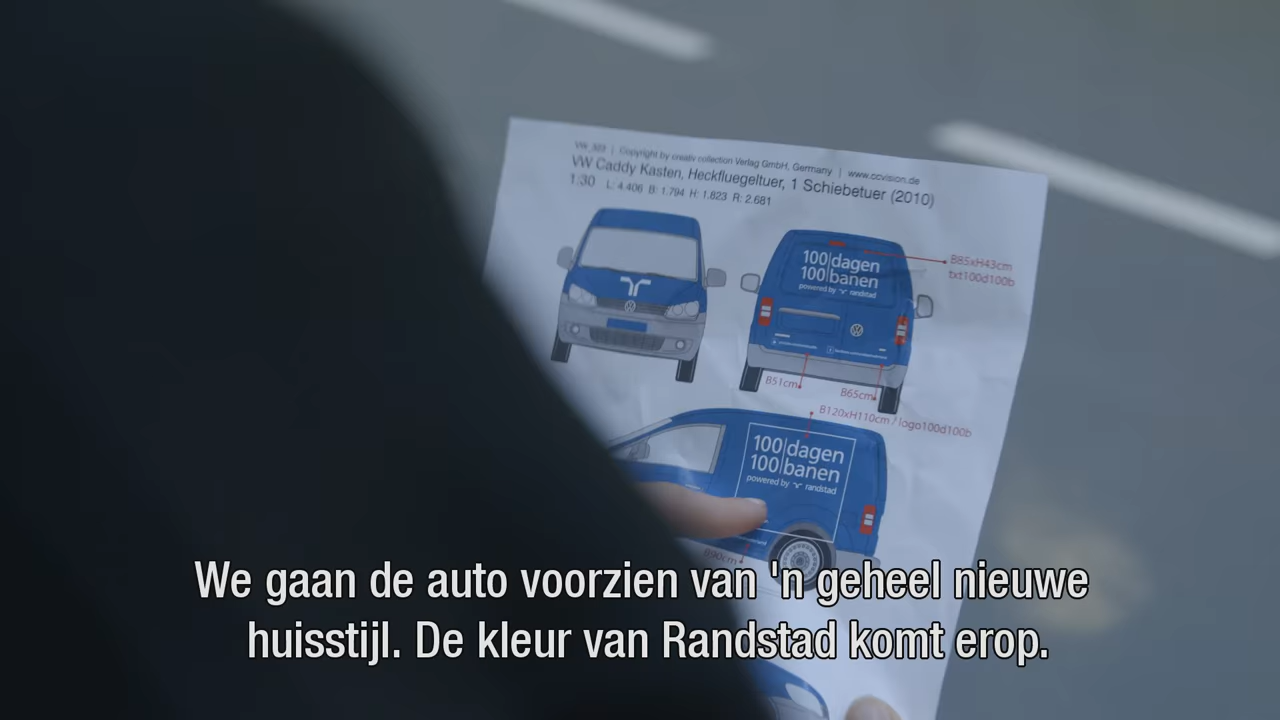 VW_323 | Copyright by creativ collection Verlag GmbH, Germany | www.ccvision.de
VW Caddy Kasten, Heckfluegeltuer, 1 Schiebetuer (2010)
1:30 L: 4.406 B: 1.794 H: 1.823 R: 2.681
100|dagen
100|banen
powered by randstad
B85xH43cm
txt100d100b
B51cm
B65cm
B120xH110cm / logo100d100b
100|dagen
100|banen
powered by randstad
B90cm
We gaan de auto voorzien van 'n geheel nieuwe
huisstijl. De kleur van Randstad komt erop.